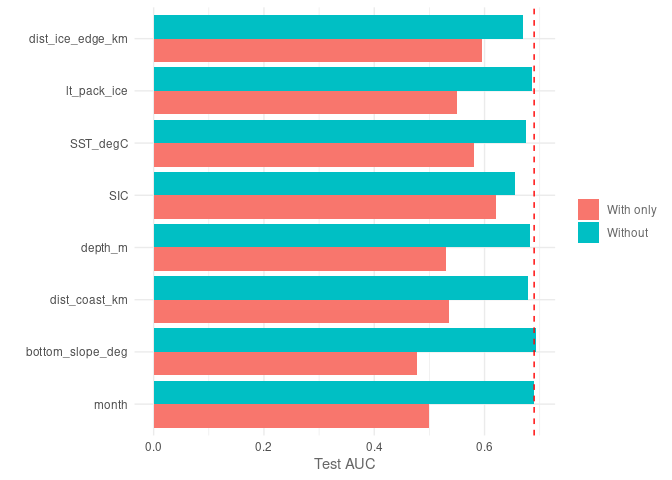 dist_ice_edge_km
lt_pack_ice
SST_degC
SIC
depth_m
dist_coast_km
bottom_slope_deg
month
0.0 0.2 0.4 0.6
Test AUC
With only
Without